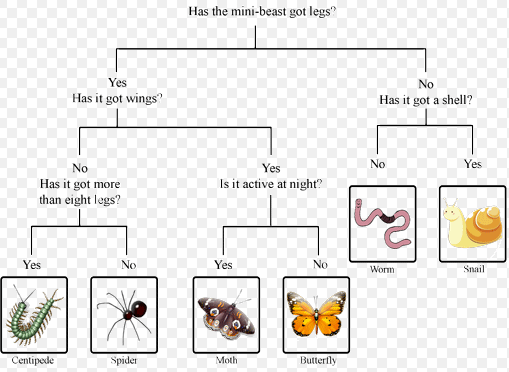 Has the mini-beast got legs?
Yes
Has it got wings?
No
Has it got a shell?
No
Has it got more
than eight legs?
Yes
Is it active at night?
No
Yes
Yes
No
Yes
No
Worm
Snail
Centipede
Spider
Moth
Butterfly